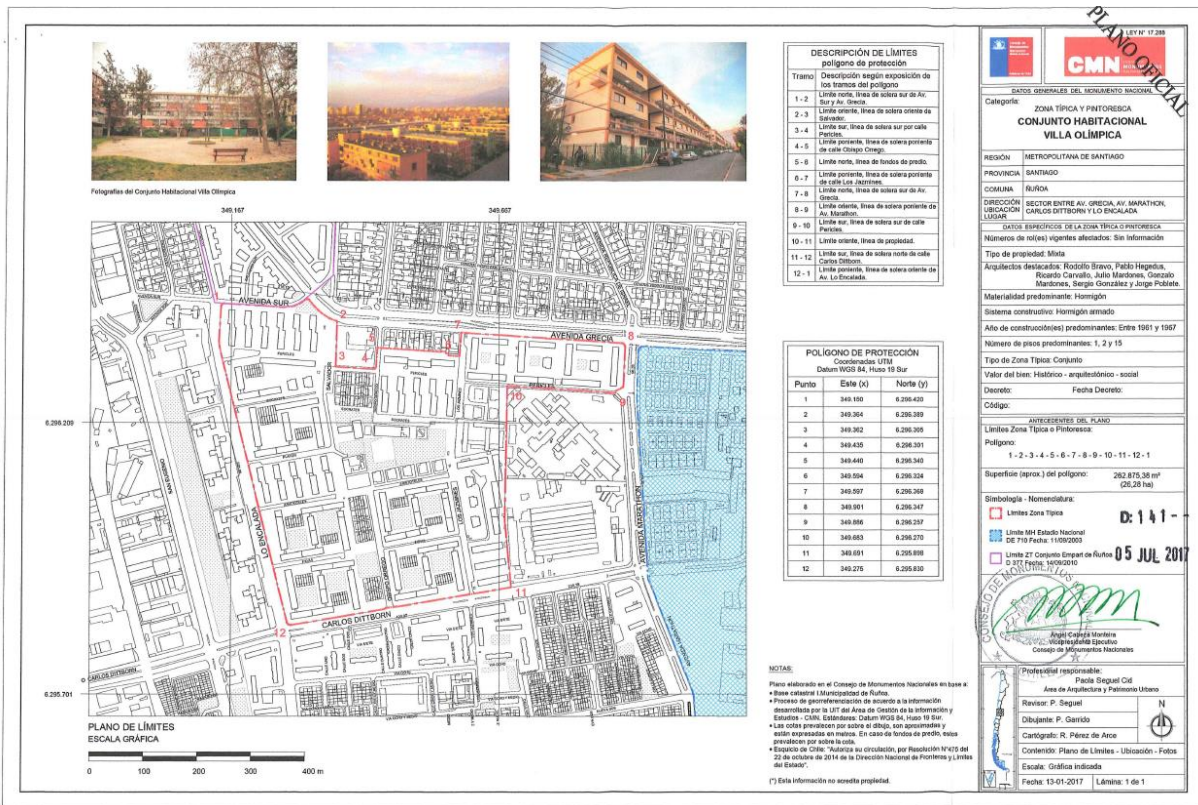 Fotografías del Conjunto Habitacional Villa Olímpica
349.167
349.667
6.296.209
6.295.701
AVENIDA SUR
AVENIDA GRECIA
SALVADOR
PERICLES
LO ENCALADA
AVENIDA MARATHON
CARLOS DITTBORN
CARLOS DITTBORN
1
2
3
4
5
6
7
8
9
10
11
12
PLANO DE LÍMITES
ESCALA GRÁFICA
0 100 200 300 400 m
DESCRIPCIÓN DE LÍMITES
polígono de protección
Tramo Descripción según exposición de los tramos del polígono
1 - 2 Límite norte, línea de solera sur de Av. Sur y Av. Grecia.
2 - 3 Límite oriente, línea de solera oriente de Salvador.
3 - 4 Límite sur, línea de solera sur por calle Pericles.
4 - 5 Límite poniente, línea de solera poniente de calle Obispo Orrego.
5 - 6 Límite norte, línea de fondos de predio.
6 - 7 Límite poniente, línea de solera poniente de calle Los Jazmines.
7 - 8 Límite norte, línea de solera sur de Av. Grecia.
8 - 9 Límite oriente, línea de solera poniente de Av. Marathon.
9 - 10 Límite sur, línea de solera sur de calle Pericles.
10 - 11 Límite oriente, línea de propiedad.
11 - 12 Límite sur, línea de solera norte de calle Carlos Dittborn.
12 - 1 Límite poniente, línea de solera oriente de Av. Lo Encalada.
POLÍGONO DE PROTECCIÓN
Coordenadas UTM
Datum WGS 84, Huso 19 Sur
Punto Este (x) Norte (y)
1 349.150 6.296.420
2 349.364 6.296.389
3 349.362 6.296.305
4 349.435 6.296.301
5 349.440 6.296.340
6 349.594 6.296.324
7 349.597 6.296.368
8 349.901 6.296.347
9 349.886 6.296.257
10 349.683 6.296.270
11 349.691 6.295.898
12 349.275 6.295.830
NOTAS:
Plano elaborado en el Consejo de Monumentos Nacionales en base a:
• Base catastral I.Municipalidad de Ñuñoa.
• Proceso de georreferenciación de acuerdo a la información
desarrollada por la UIT del Área de Gestión de la Información y
Estudios - CMN. Estándares: Datum WGS 84, Huso 19 Sur.
• Las cotas prevalecen por sobre el dibujo, son aproximadas y
están expresadas en metros. En caso de fondos de predio, estos
prevalecen por sobre la cota.
• Esquicio de Chile: "Autoriza su circulación, por Resolución N°475 del
22 de octubre de 2014 de la Dirección Nacional de Fronteras y Límites
del Estado".
(*) Esta información no acredita propiedad.
PLANO OFICIAL
LEY N° 17.288
CMN
DATOS GENERALES DEL MONUMENTO NACIONAL
Categoría:
ZONA TÍPICA Y PINTORESCA
CONJUNTO HABITACIONAL
VILLA OLÍMPICA
REGIÓN METROPOLITANA DE SANTIAGO
PROVINCIA SANTIAGO
COMUNA ÑUÑOA
DIRECCIÓN UBICACIÓN LUGAR SECTOR ENTRE AV. GRECIA, AV. MARATHON, CARLOS DITTBORN Y LO ENCALADA
DATOS ESPECÍFICOS DE LA ZONA TÍPICA O PINTORESCA
Números de rol(es) vigentes afectados: Sin Información
Tipo de propiedad: Mixta
Arquitectos destacados: Rodolfo Bravo, Pablo Hegedus,
Ricardo Carvallo, Julio Mardones, Gonzalo
Mardones, Sergio González y Jorge Poblete.
Materialidad predominante: Hormigón
Sistema constructivo: Hormigón armado
Año de construcción(es) predominantes: Entre 1961 y 1967
Número de pisos predominantes: 1, 2 y 15
Tipo de Zona Típica: Conjunto
Valor del bien: Histórico - arquitectónico - social
Decreto: Fecha Decreto:
Código:
ANTECEDENTES DEL PLANO
Límites Zona Típica o Pintoresca:
Polígono:
1 - 2 - 3 - 4 - 5 - 6 - 7 - 8 - 9 - 10 - 11 - 12 - 1
Superficie (aprox.) del polígono: 262.875,38 m²
(26,28 ha)
Simbología - Nomenclatura:
Límites Zona Típica
D: 141 - -
Límite MH Estadio Nacional
DE 710 Fecha: 11/09/2003
Límite ZT Conjunto Empart de Ñuñoa
D 377 Fecha: 14/09/2010
05 JUL 2017
CONSEJO DE MONUMENTOS
Angel Cabeza Monteira
Vicepresidente Ejecutivo
Consejo de Monumentos Nacionales
Profesional responsable:
Paola Seguel Cid
Área de Arquitectura y Patrimonio Urbano
Revisor: P. Seguel
Dibujante: P. Garrido
Cartógrafo: R. Pérez de Arce
N
Contenido: Plano de Límites - Ubicación - Fotos
Escala: Gráfica indicada
Fecha: 13-01-2017 Lámina: 1 de 1